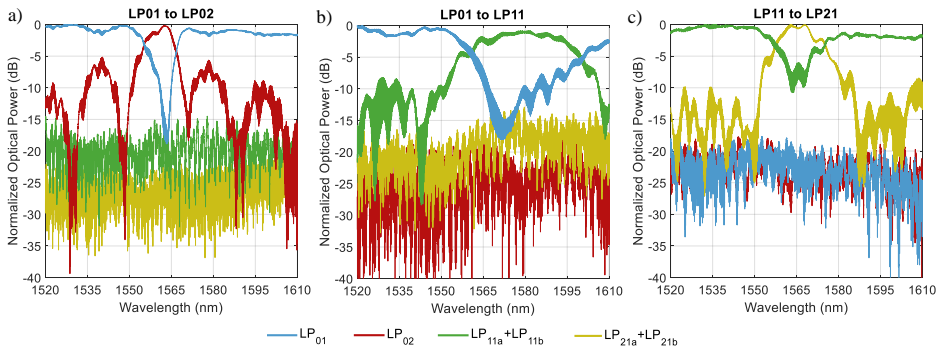 a) LP01 to LP02
b) LP01 to LP11
c) LP11 to LP21
Normalized Optical Power (dB)
0
-5
-10
-15
-20
-25
-30
-35
-40
1520 1535 1550 1565 1580 1595 1610
Wavelength (nm)
Normalized Optical Power (dB)
0
-5
-10
-15
-20
-25
-30
-35
-40
1520 1535 1550 1565 1580 1595 1610
Wavelength (nm)
Normalized Optical Power (dB)
0
-5
-10
-15
-20
-25
-30
-35
-40
1520 1535 1550 1565 1580 1595 1610
Wavelength (nm)
LP01 LP02 LP11a+LP11b LP21a+LP21b